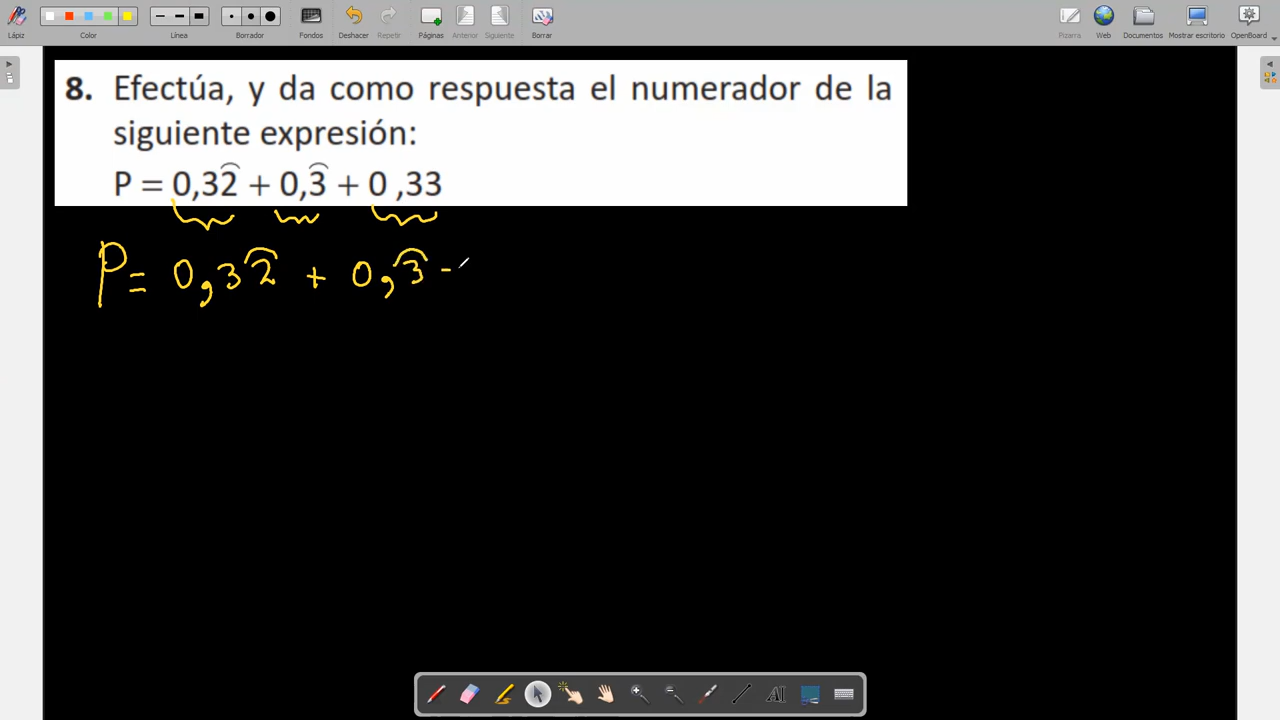 Lápiz Color Línea Borrador Fondos Deshacer Repetir Páginas Anterior Siguiente Borrar Pizarra Web Documentos Mostrar escritorio OpenBoard
8. Efectúa, y da como respuesta el numerador de la
siguiente expresión:
P = 0,32͡ + 0,3͡ + 0 ,33
P = 0,32͡ + 0,3͡ -
AI